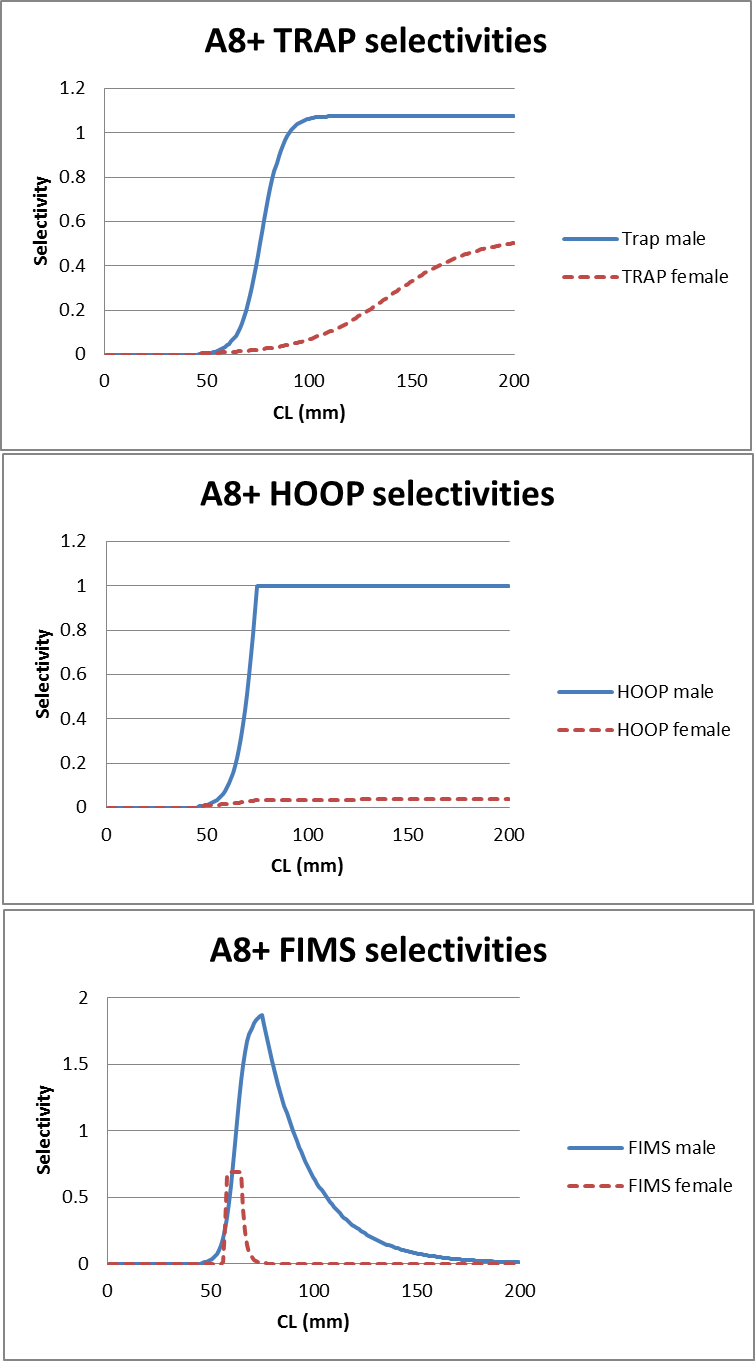 A8+ TRAP selectivities
1.2
1
0.8
0.6
0.4
0.2
0
Selectivity
0 50 100 150 200
CL (mm)
Trap male
TRAP female
A8+ HOOP selectivities
1.2
1
0.8
0.6
0.4
0.2
0
Selectivity
0 50 100 150 200
CL (mm)
HOOP male
HOOP female
A8+ FIMS selectivities
2
1.5
1
0.5
0
Selectivity
0 50 100 150 200
CL (mm)
FIMS male
FIMS female